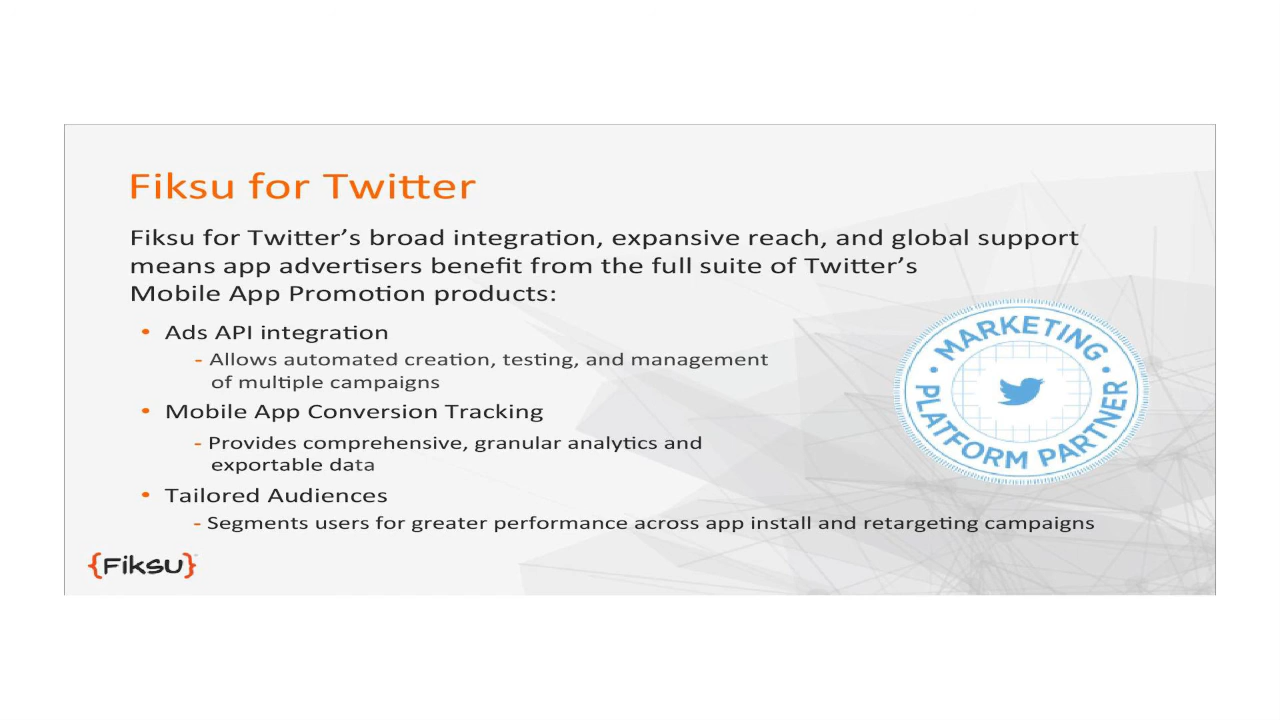 Fiksu for Twitter
Fiksu for Twitter’s broad integration, expansive reach, and global support
means app advertisers benefit from the full suite of Twitter’s
Mobile App Promotion products:
• Ads API integration
- Allows automated creation, testing, and management
of multiple campaigns
• Mobile App Conversion Tracking
- Provides comprehensive, granular analytics and
exportable data
• Tailored Audiences
- Segments users for greater performance across app install and retargeting campaigns
• MARKETING •
PLATFORM PARTNER
{Fiksu}™